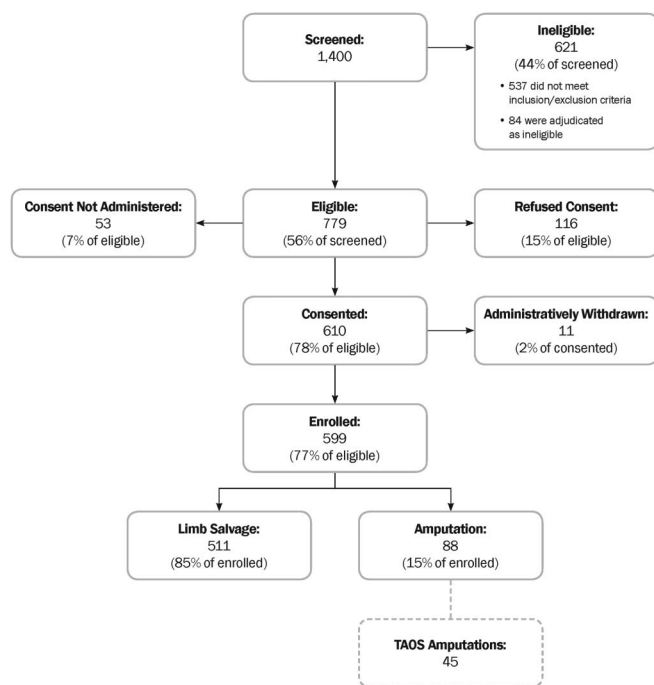 Screened:
1,400
Ineligible:
621
(44% of screened)
• 537 did not meet
inclusion/exclusion criteria
• 84 were adjudicated
as ineligible
Consent Not Administered:
53
(7% of eligible)
Eligible:
779
(56% of screened)
Refused Consent:
116
(15% of eligible)
Consented:
610
(78% of eligible)
Administratively Withdrawn:
11
(2% of consented)
Enrolled:
599
(77% of eligible)
Limb Salvage:
511
(85% of enrolled)
Amputation:
88
(15% of enrolled)
TAOS Amputations:
45